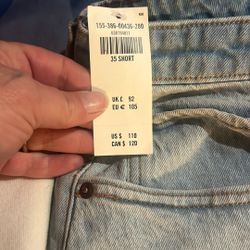 155-386-00436-280
35 SHORT
UK £ 92
EU € 105
US $ 110
CAN $ 120